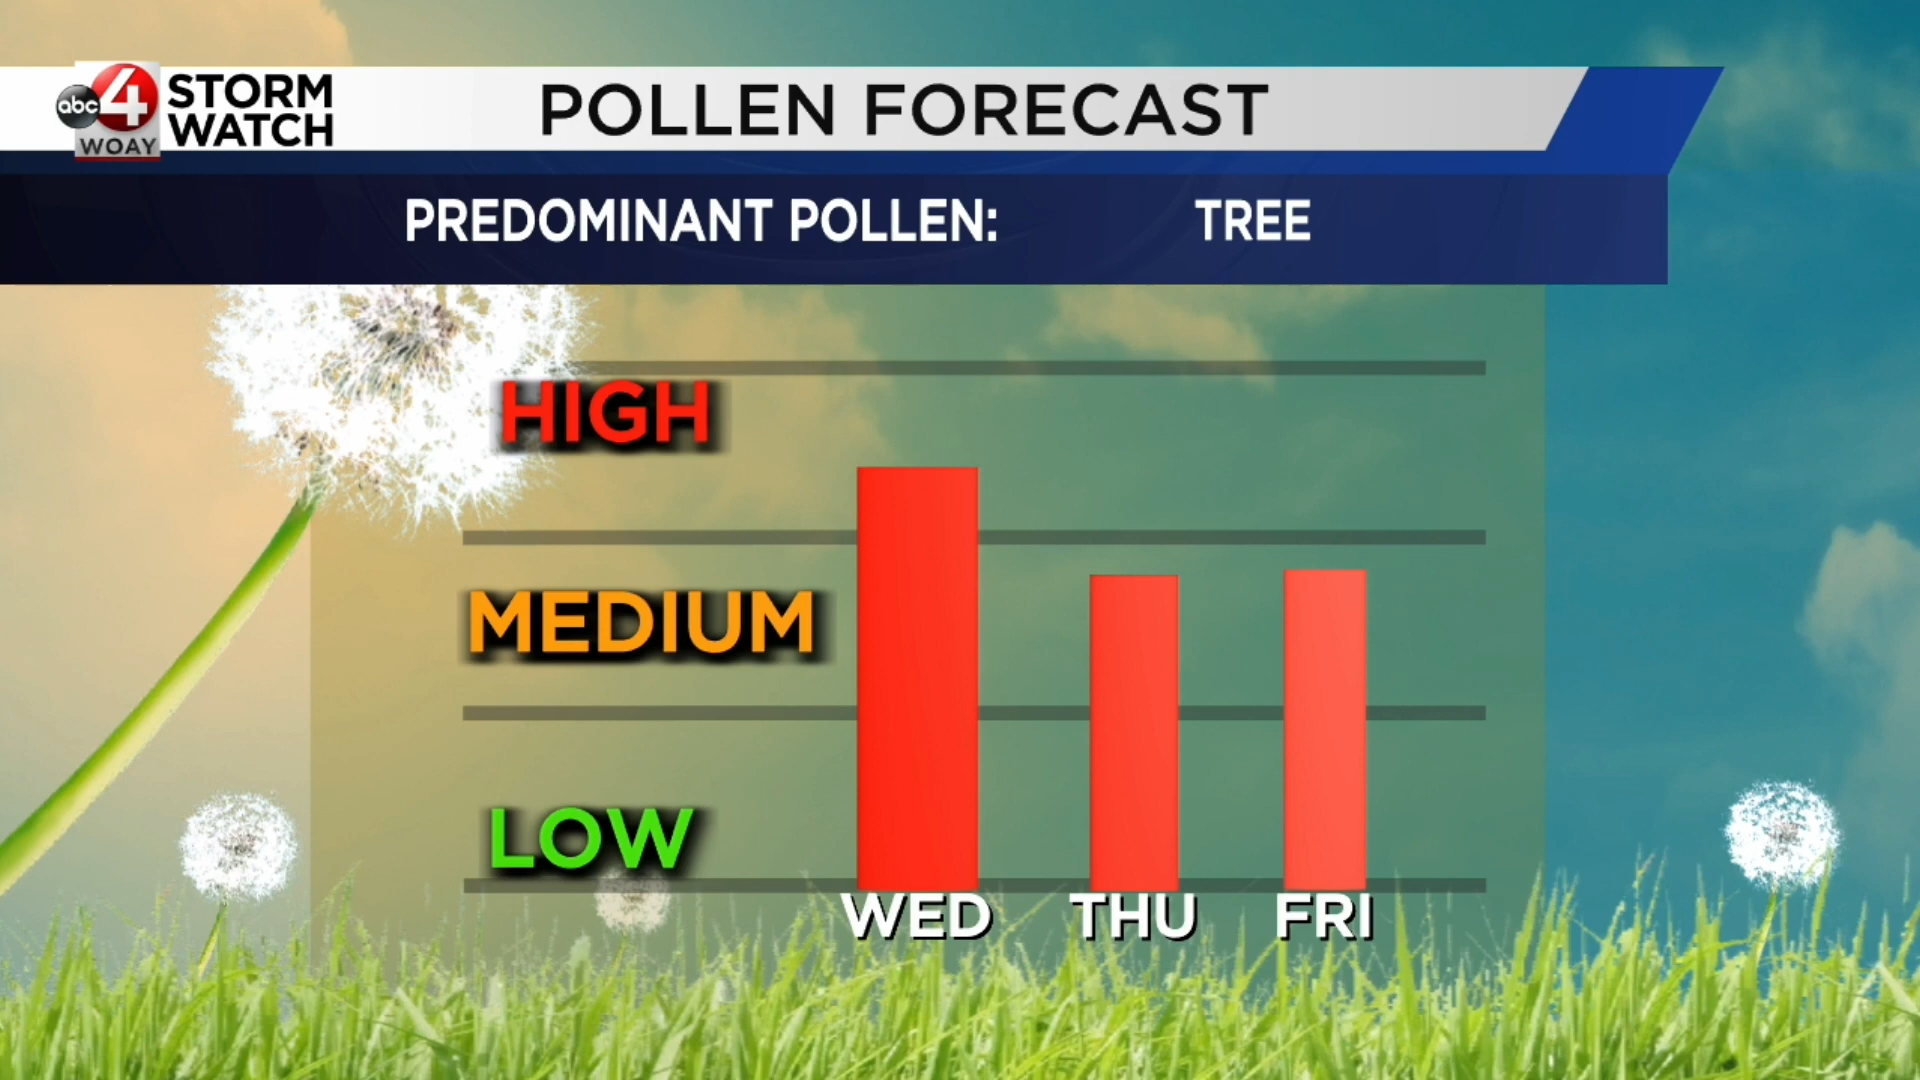 abc 4
WOAY
STORM
WATCH
POLLEN FORECAST
PREDOMINANT POLLEN: TREE
HIGH
MEDIUM
LOW
WED THU FRI